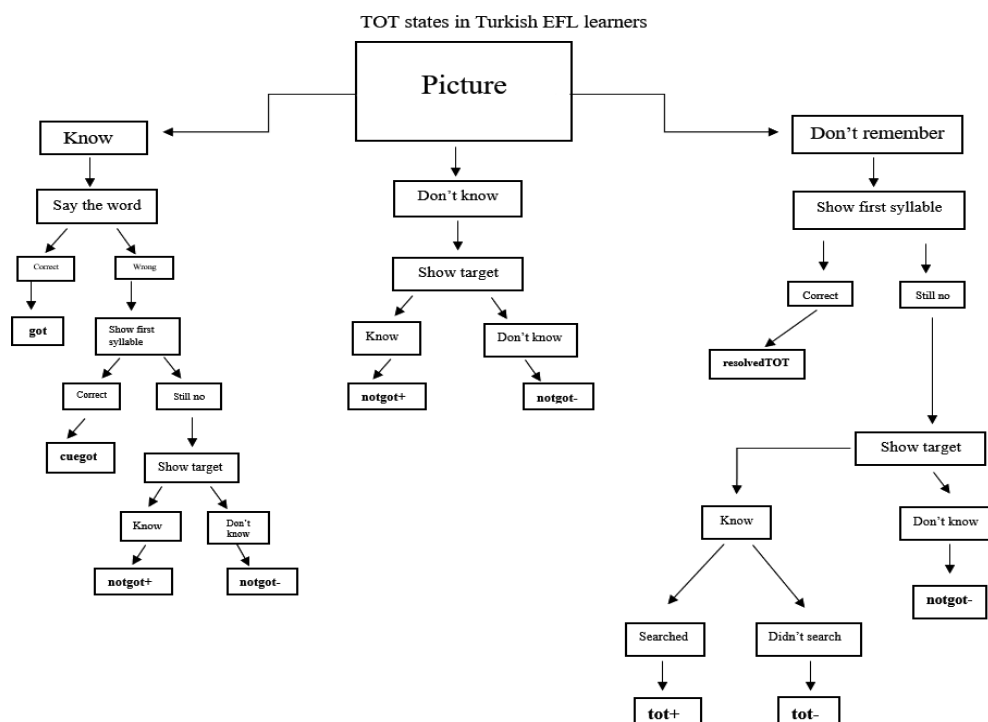 TOT states in Turkish EFL learners
Picture
Know
Don't remember
Don't know
Say the word
Show first syllable
Correct
Wrong
Show target
Correct
Still no
got
Show first
syllable
Know
Don't know
resolvedTOT
Correct
Still no
notgot+
notgot-
cuegot
Show target
Show target
Know
Don't
know
Know
Don't know
notgot+
notgot-
notgot-
Searched
Didn't search
tot+
tot-